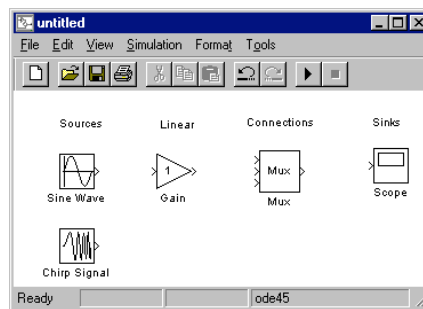 untitled
File Edit View Simulation Format Tools
Sources Linear Connections Sinks
1 Mux
Sine Wave Gain Mux Scope
Chirp Signal
Ready ode45